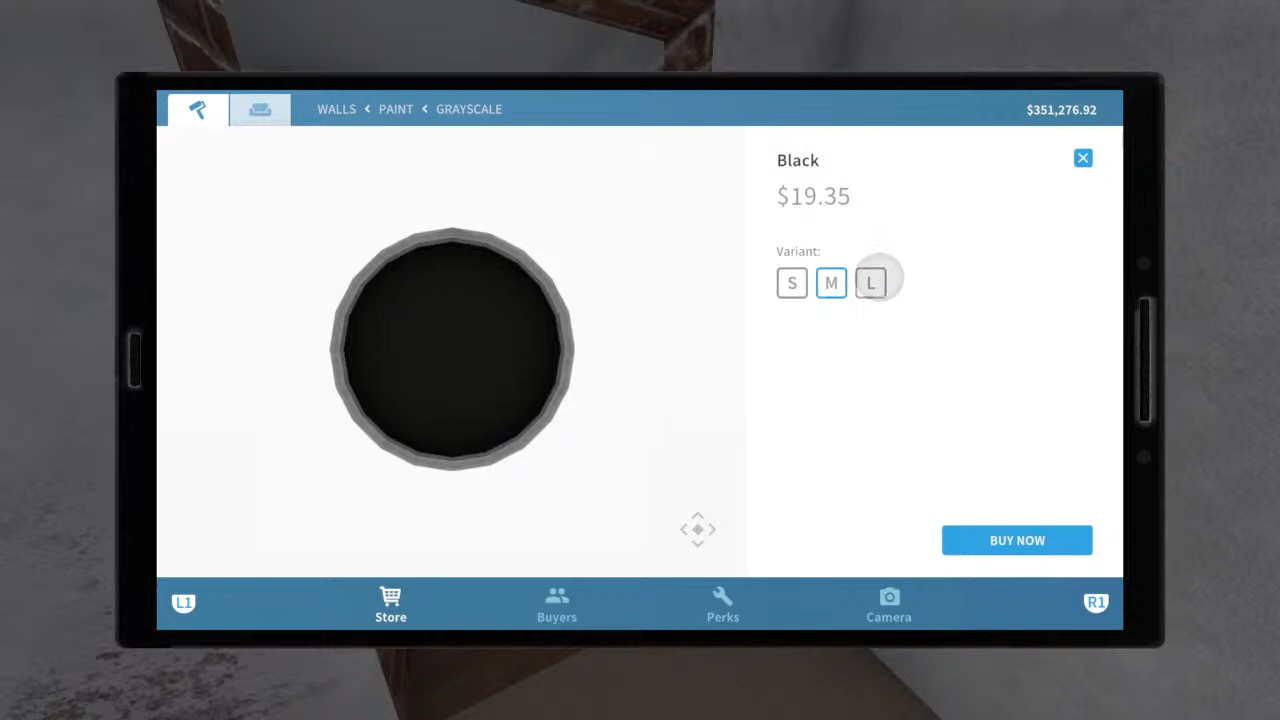 WALLS < PAINT < GRAYSCALE
$351,276.92
Black
$19.35
Variant:
S M L
BUY NOW
L1
Store
Buyers
Perks
Camera
R1